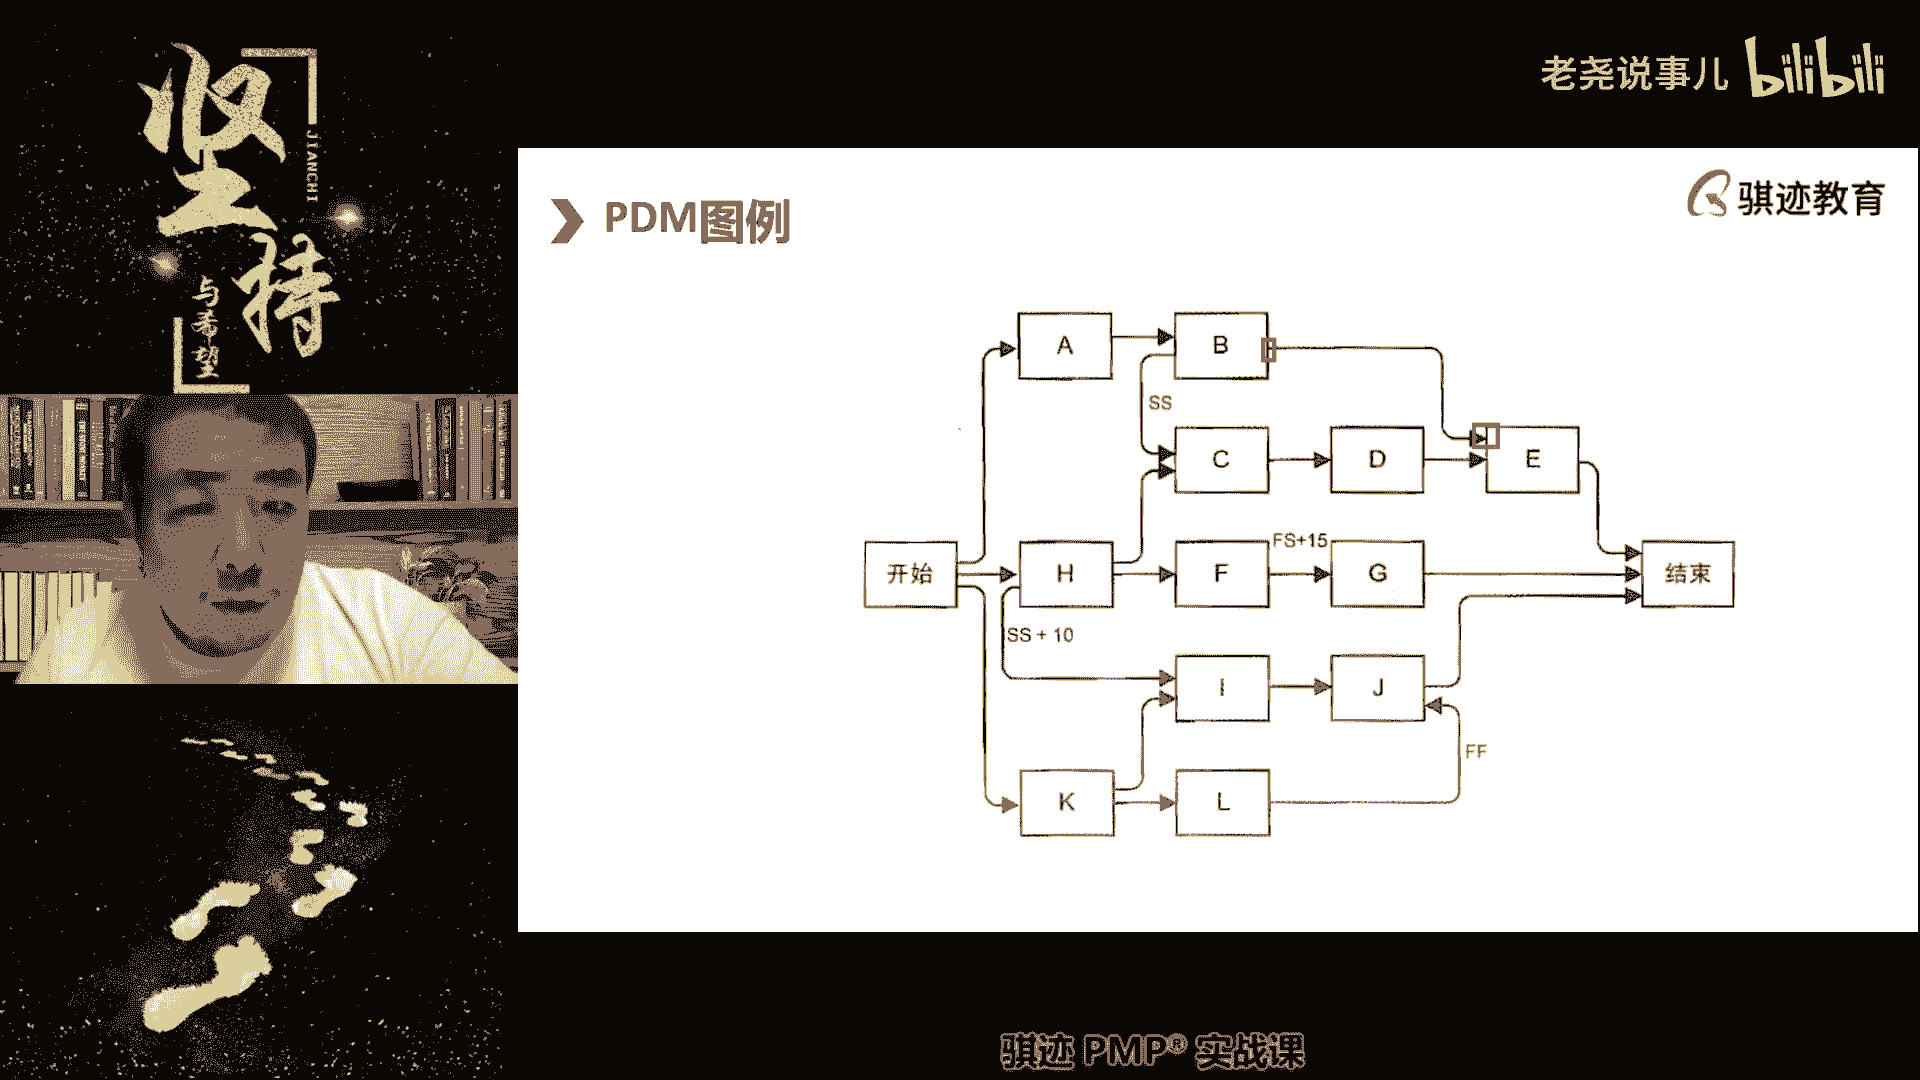 坚持
JIANCHI
与希望
老尧说事儿 bilibili
骐迹教育
PDM图例
A
B
SS
C
D
E
开始
H
F
FS+15
G
结束
SS + 10
I
J
FF
K
L
骐迹 PMP® 实战课